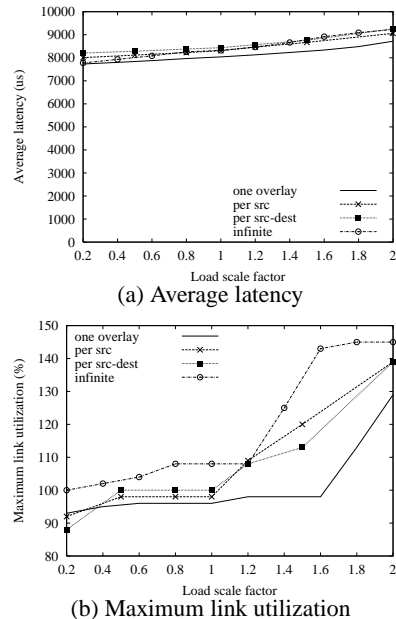 10000
9000
8000
7000
6000
5000
4000
3000
2000
1000
0
Average latency (us)
one overlay
per src
per src-dest
infinite
0.2 0.4 0.6 0.8 1 1.2 1.4 1.6 1.8 2
Load scale factor
(a) Average latency
150
140
130
120
110
100
90
80
Maximum link utilization (%)
one overlay
per src
per src-dest
infinite
0.2 0.4 0.6 0.8 1 1.2 1.4 1.6 1.8 2
Load scale factor
(b) Maximum link utilization